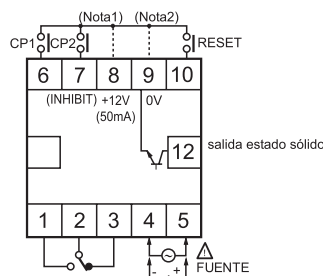 (Nota1) (Nota2)
CP1 CP2 RESET
6 7 8 9 10
(INHIBIT) +12V 0V
(50mA)
12 salida estado sólido
1 2 3 4 5
- +
FUENTE